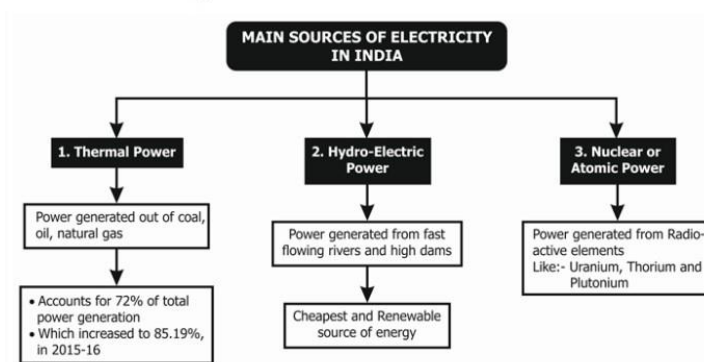 MAIN SOURCES OF ELECTRICITY
IN INDIA
1. Thermal Power
Power generated out of coal,
oil, natural gas
• Accounts for 72% of total
power generation
• Which increased to 85.19%,
in 2015-16
2. Hydro-Electric
Power
Power generated from fast
flowing rivers and high dams
Cheapest and Renewable
source of energy
3. Nuclear or
Atomic Power
Power generated from Radio-
active elements
Like:- Uranium, Thorium and
Plutonium